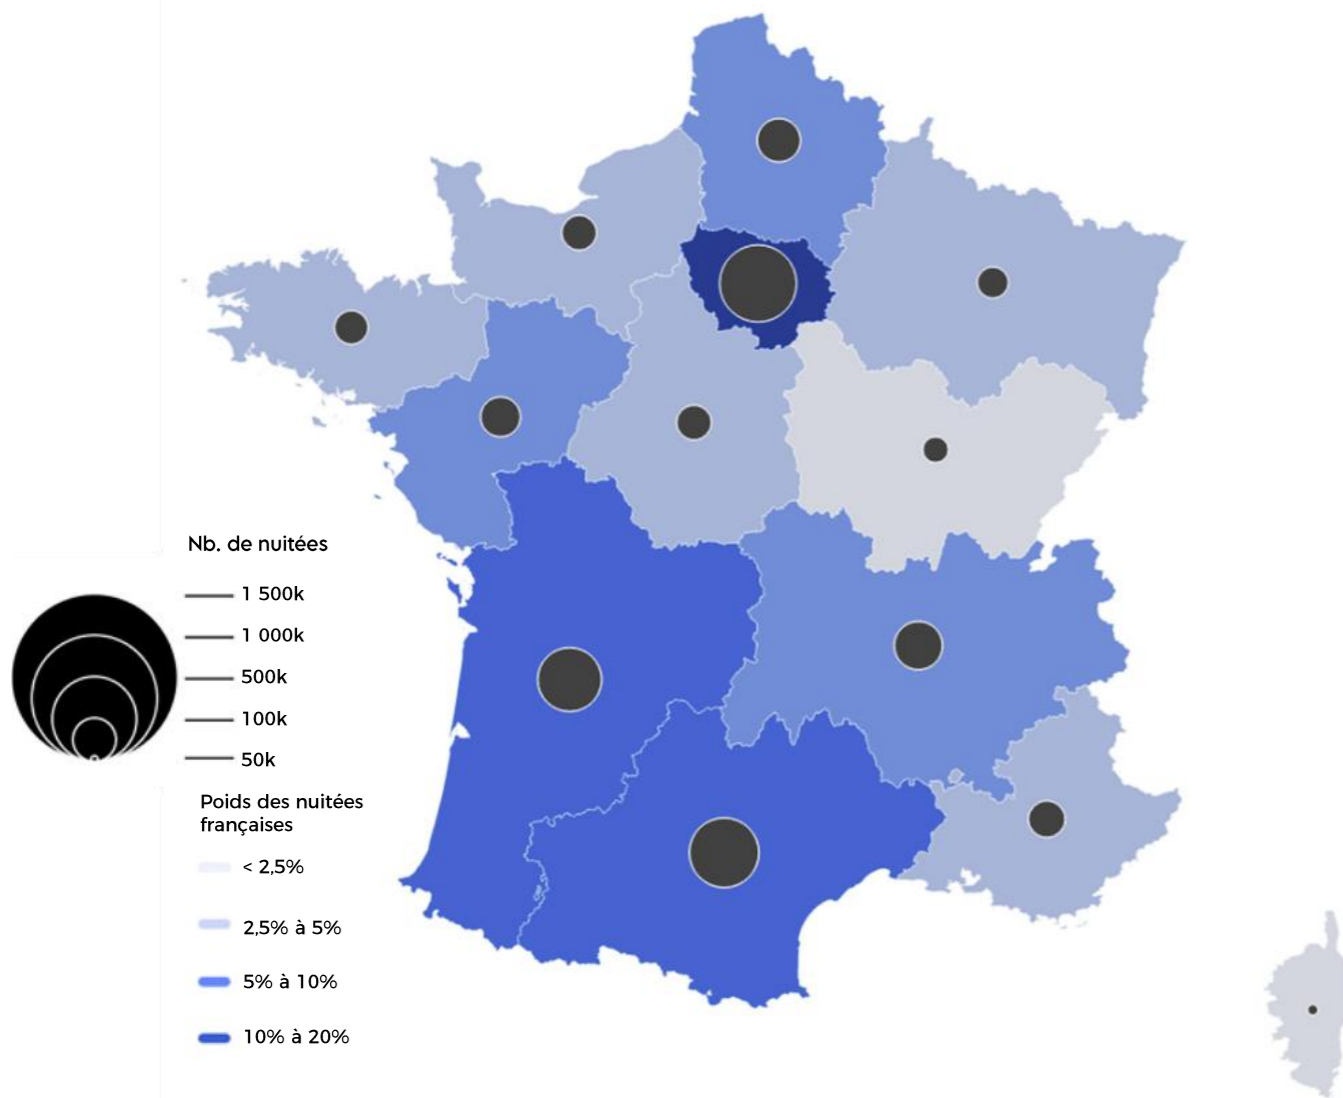 Nb. de nuitées
1 500k
1 000k
500k
100k
50k
Poids des nuitées
françaises
< 2,5%
2,5% à 5%
5% à 10%
10% à 20%